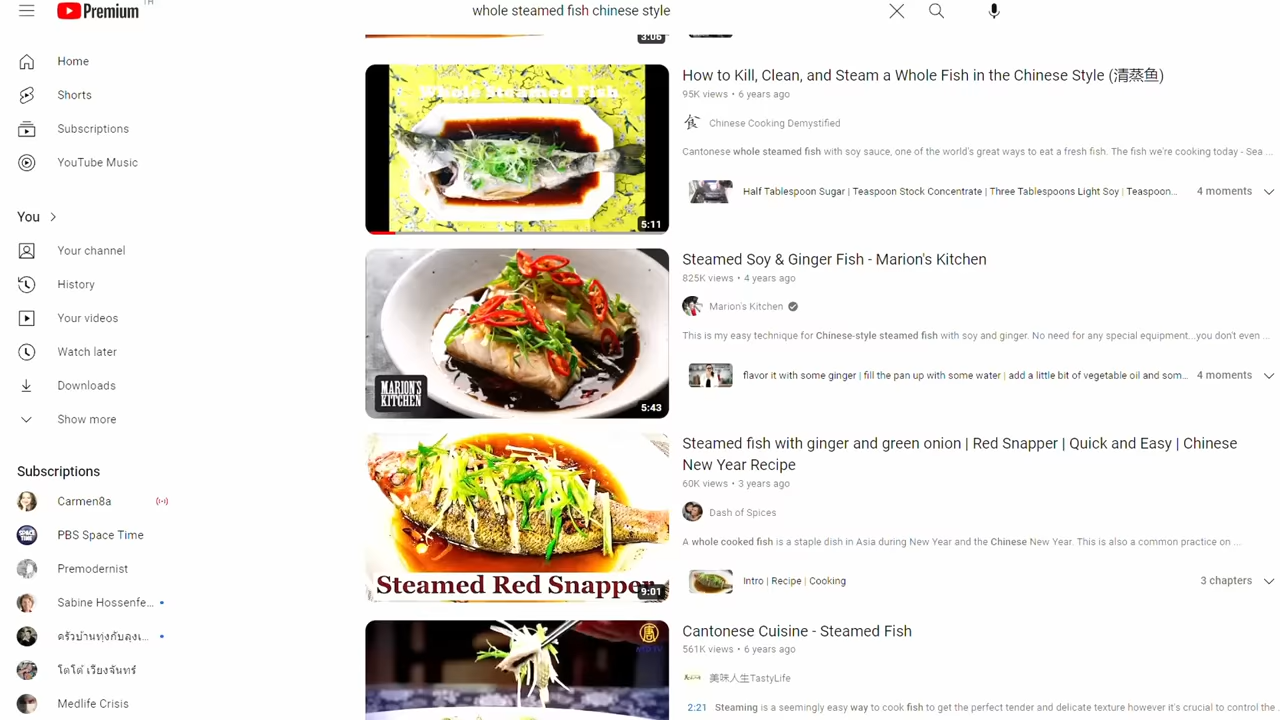 Premium TH
whole steamed fish chinese style
3:06
Home
Shorts
Subscriptions
YouTube Music
You
Your channel
History
Your videos
Watch later
Downloads
Show more
Subscriptions
Carmen8a
PBS Space Time
Premodernist
Sabine Hossenfe...
ครัวบ้านทุ่งกับลุงเ...
โตโต้ เวียงจันทร์
Medlife Crisis
Whole Steamed Fish
5:11
How to Kill, Clean, and Steam a Whole Fish in the Chinese Style (清蒸鱼)
95K views • 6 years ago
食 Chinese Cooking Demystified
Cantonese whole steamed fish with soy sauce, one of the world's great ways to eat a fresh fish. The fish we're cooking today - Sea ...
Half Tablespoon Sugar | Teaspoon Stock Concentrate | Three Tablespoons Light Soy | Teaspoon... 4 moments
MARION'S
KITCHEN
5:43
Steamed Soy & Ginger Fish - Marion's Kitchen
825K views • 4 years ago
Marion's Kitchen
This is my easy technique for Chinese-style steamed fish with soy and ginger. No need for any special equipment...you don't even ...
flavor it with some ginger | fill the pan up with some water | add a little bit of vegetable oil and som... 4 moments
Steamed Red Snapper
9:01
Steamed fish with ginger and green onion | Red Snapper | Quick and Easy | Chinese
New Year Recipe
60K views • 3 years ago
Dash of Spices
A whole cooked fish is a staple dish in Asia during New Year and the Chinese New Year. This is also a common practice on ...
Intro | Recipe | Cooking 3 chapters
唐
Cantonese Cuisine - Steamed Fish
561K views • 6 years ago
美味人生TastyLife
2:21 Steaming is a seemingly easy way to cook fish to get the perfect tender and delicate texture however it's crucial to control the